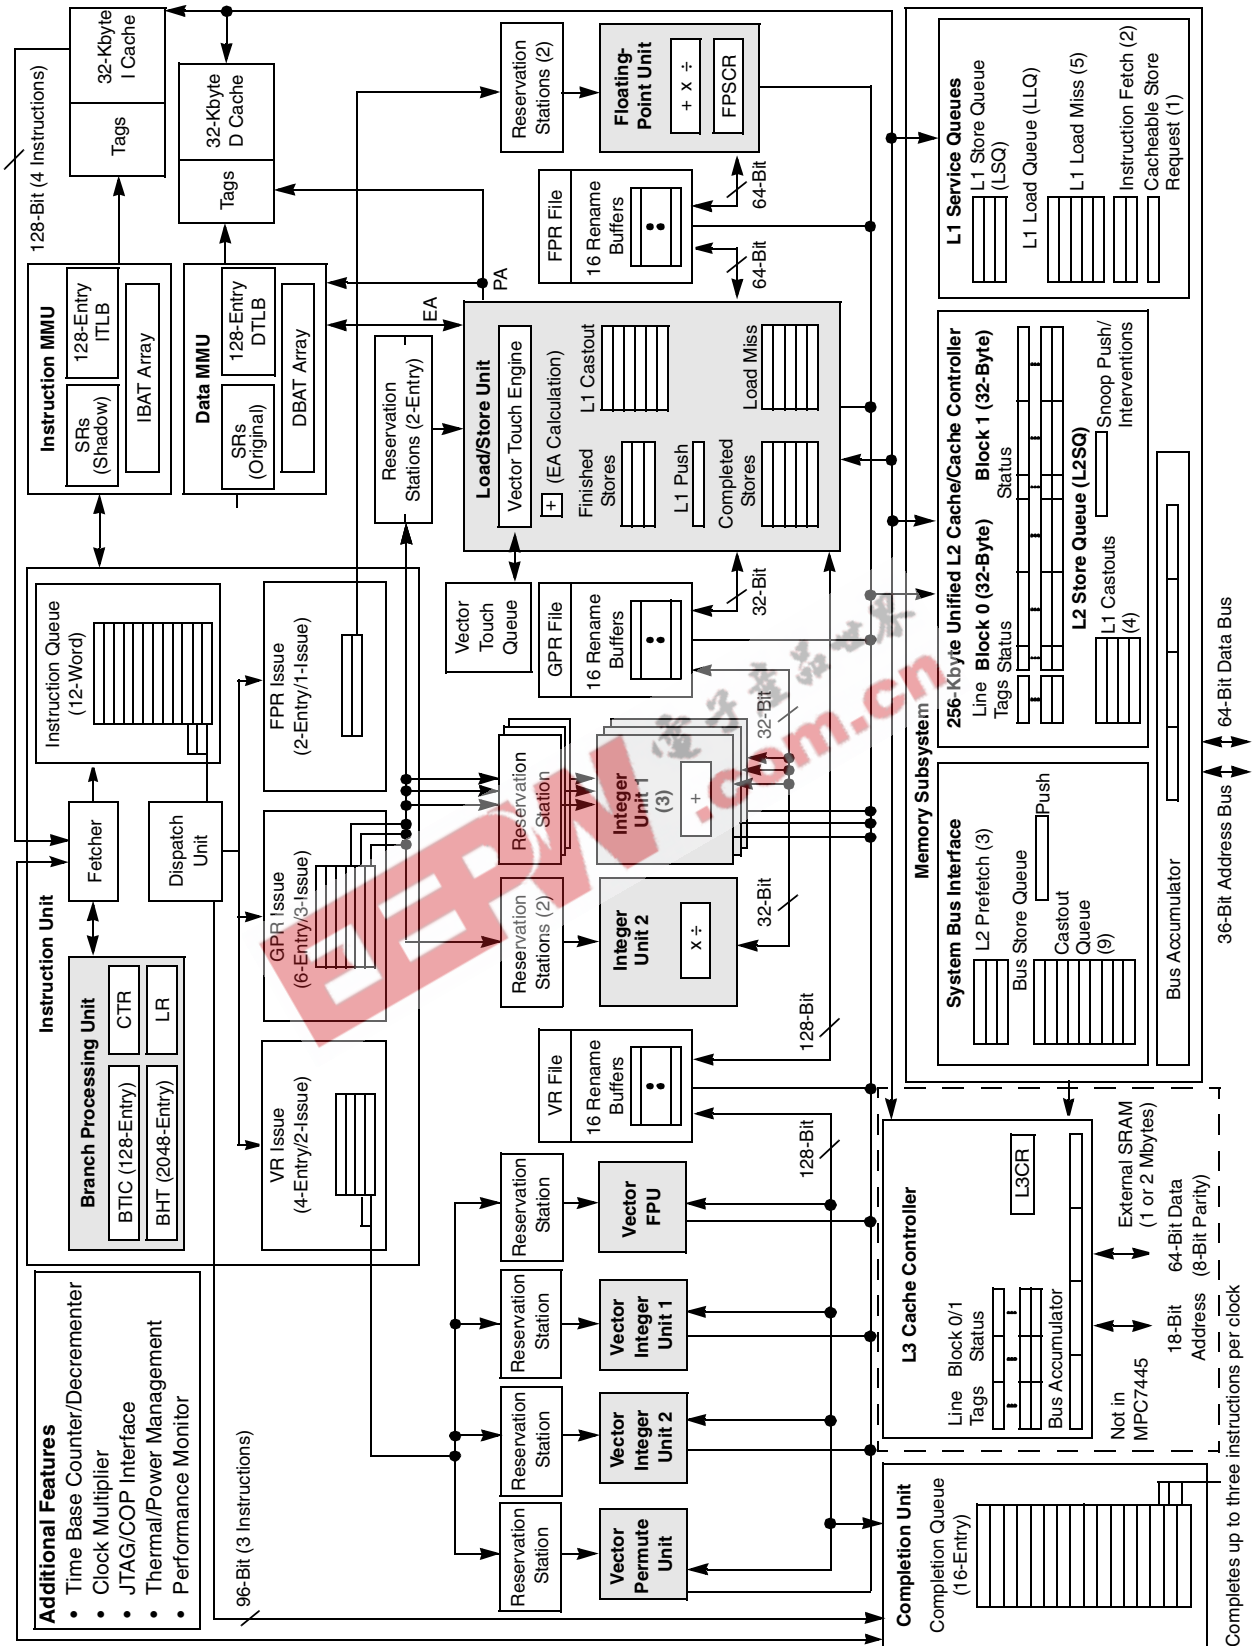 Additional Features
• Time Base Counter/Decrementer
• Clock Multiplier
• JTAG/COP Interface
• Thermal/Power Management
• Performance Monitor
96-Bit (3 Instructions)
Instruction Unit
Branch Processing Unit
BTIC (128-Entry)
CTR
BHT (2048-Entry)
LR
Fetcher
Dispatch
Unit
Instruction Queue
(12-Word)
VR Issue
(4-Entry/2-Issue)
GPR Issue
(6-Entry/3-Issue)
FPR Issue
(2-Entry/1-Issue)
Instruction MMU
SRs
(Shadow)
128-Entry
ITLB
IBAT Array
Data MMU
SRs
(Original)
128-Entry
DTLB
DBAT Array
Tags
32-Kbyte
I Cache
Tags
32-Kbyte
D Cache
128-Bit (4 Instructions)
EA
PA
Reservation
Station
Reservation
Station
Reservation
Station
Reservation
Station
Vector
Permute
Unit
Vector
Integer
Unit 2
Vector
Integer
Unit 1
Vector
FPU
VR File
16 Rename
Buffers
128-Bit
128-Bit
Reservation
Stations (2)
Integer
Unit 2
x ÷
Reservation
Station
Integer
Unit 1
(3)
+
32-Bit
32-Bit
Vector
Touch
Queue
GPR File
16 Rename
Buffers
32-Bit
Reservation
Stations (2-Entry)
Load/Store Unit
Vector Touch Engine
+
(EA Calculation)
Finished
Stores
L1 Castout
L1 Push
Completed
Stores
Load Miss
FPR File
16 Rename
Buffers
64-Bit
64-Bit
Reservation
Stations (2)
Floating-
Point Unit
+ x ÷
FPSCR
Completion Unit
Completion Queue
(16-Entry)
Completes up to three instructions per clock
L3 Cache Controller
Line
Tags
Block 0/1
Status
L3CR
Bus Accumulator
Not in
MPC7445
18-Bit
Address
64-Bit Data
(8-Bit Parity)
External SRAM
(1 or 2 Mbytes)
Memory Subsystem
System Bus Interface
L2 Prefetch (3)
Bus Store Queue
Castout
Queue
(9)
Push
Bus Accumulator
256-Kbyte Unified L2 Cache/Cache Controller
Line
Tags
Block 0 (32-Byte)
Status
Block 1 (32-Byte)
Status
L2 Store Queue (L2SQ)
L1 Castouts
(4)
Snoop Push/
Interventions
L1 Service Queues
L1 Store Queue
(LSQ)
L1 Load Queue (LLQ)
L1 Load Miss (5)
Instruction Fetch (2)
Cacheable Store
Request (1)
36-Bit Address Bus
64-Bit Data Bus
EEPW
.com.cn
電子產品世界